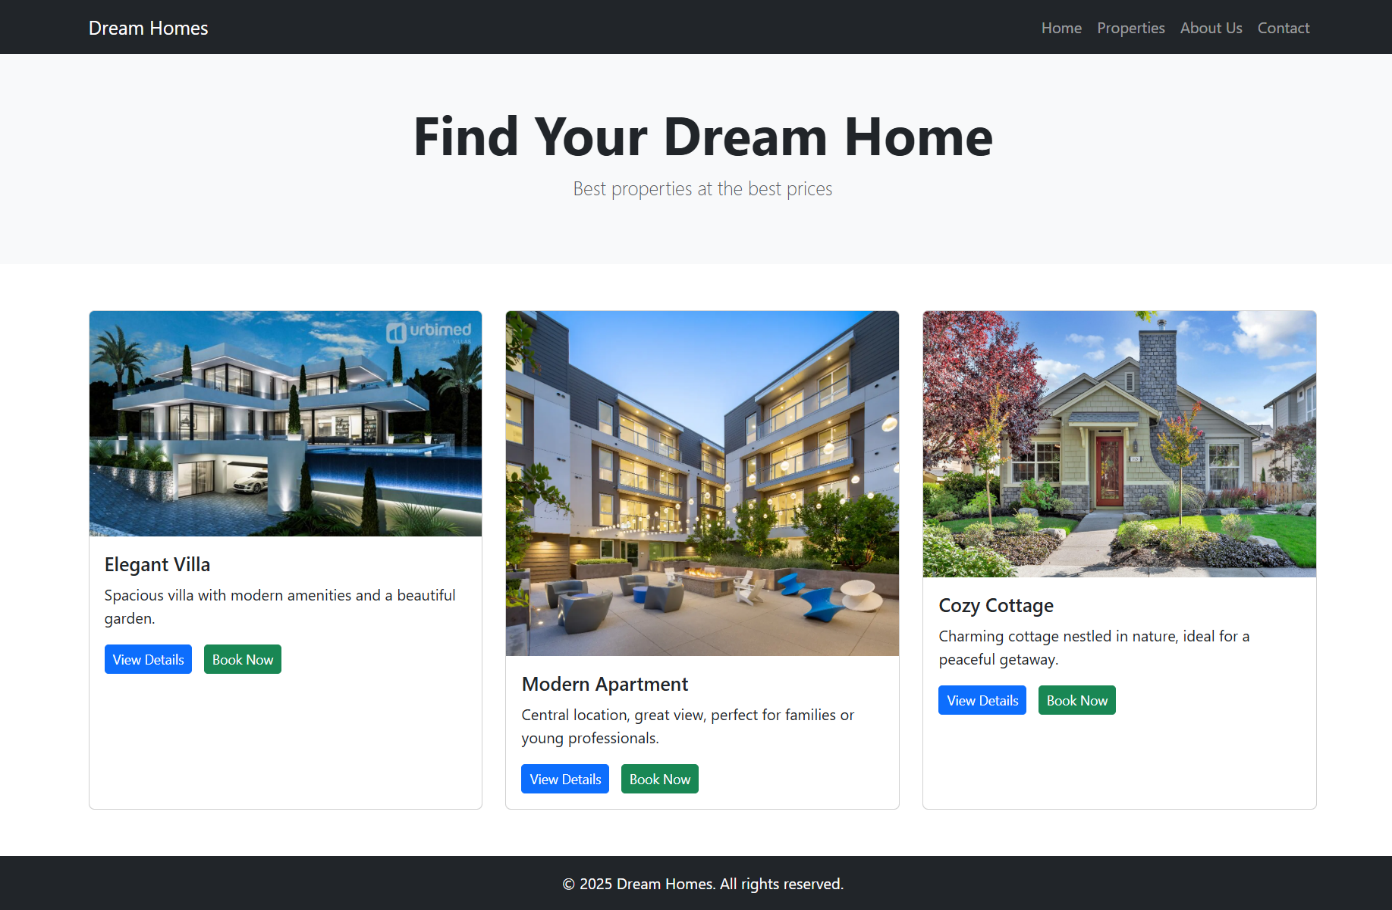 Dream Homes
Home Properties About Us Contact
Find Your Dream Home
Best properties at the best prices
urbimed
VILLAS
Elegant Villa
Spacious villa with modern amenities and a beautiful
garden.
View Details Book Now
Modern Apartment
Central location, great view, perfect for families or
young professionals.
View Details Book Now
Cozy Cottage
Charming cottage nestled in nature, ideal for a
peaceful getaway.
View Details Book Now
© 2025 Dream Homes. All rights reserved.